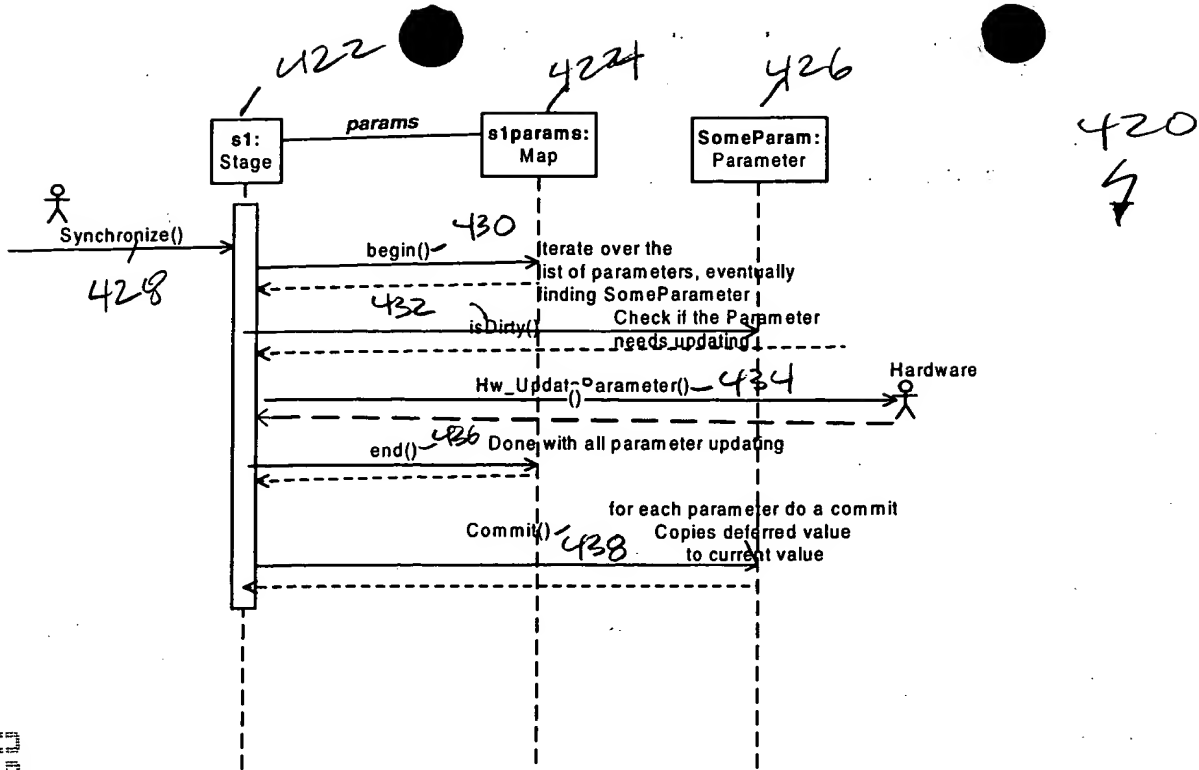 422
4224
426
420
s1:
Stage
params
s1params:
Map
SomeParam:
Parameter
Synchronize()
428
begin()
430
Iterate over the
list of parameters, eventually
finding SomeParameter
432
isDirty()
Check if the Parameter
needs updating
Hw_UpdateParameter()
()
434
Hardware
end()
436
Done with all parameter updating
for each parameter do a commit
Commit()
438
Copies deferred value
to current value